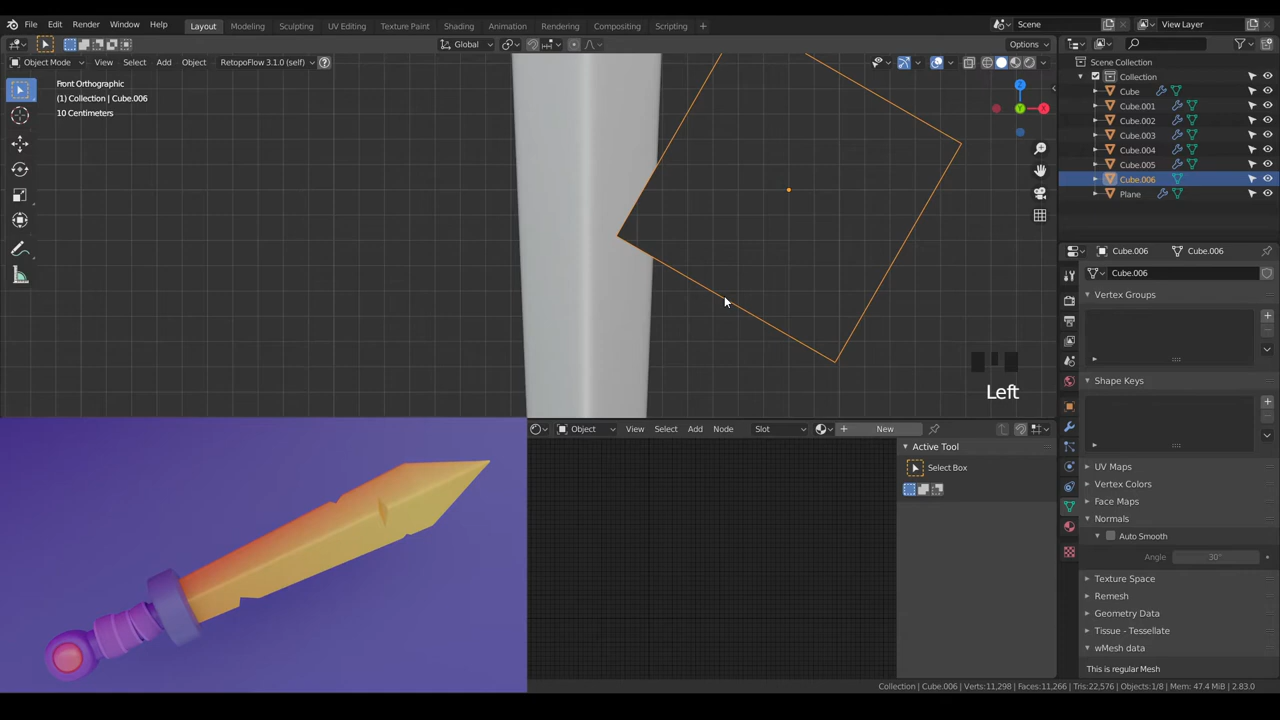 File Edit Render Window Help Layout Modeling Sculpting UV Editing Texture Paint Shading Animation Rendering Compositing Scripting + Scene View Layer
Global Options
Object Mode View Select Add Object RetopoFlow 3.1.0 (self) ?
Front Orthographic
(1) Collection | Cube.006
10 Centimeters
Z
Y
X
Left
Scene Collection
Collection
Cube
Cube.001
Cube.002
Cube.003
Cube.004
Cube.005
Cube.006
Plane
Cube.006 Cube.006
Cube.006
Vertex Groups
Shape Keys
UV Maps
Vertex Colors
Face Maps
Normals
Auto Smooth
Angle 30°
Texture Space
Remesh
Geometry Data
Tissue - Tessellate
wMesh data
This is regular Mesh
Object View Select Add Node Slot New
Active Tool
Select Box
Collection | Cube.006 | Verts:11,298 | Faces:11,266 | Tris:22,576 | Objects:1/8 | Mem: 47.4 MiB | 2.83.0